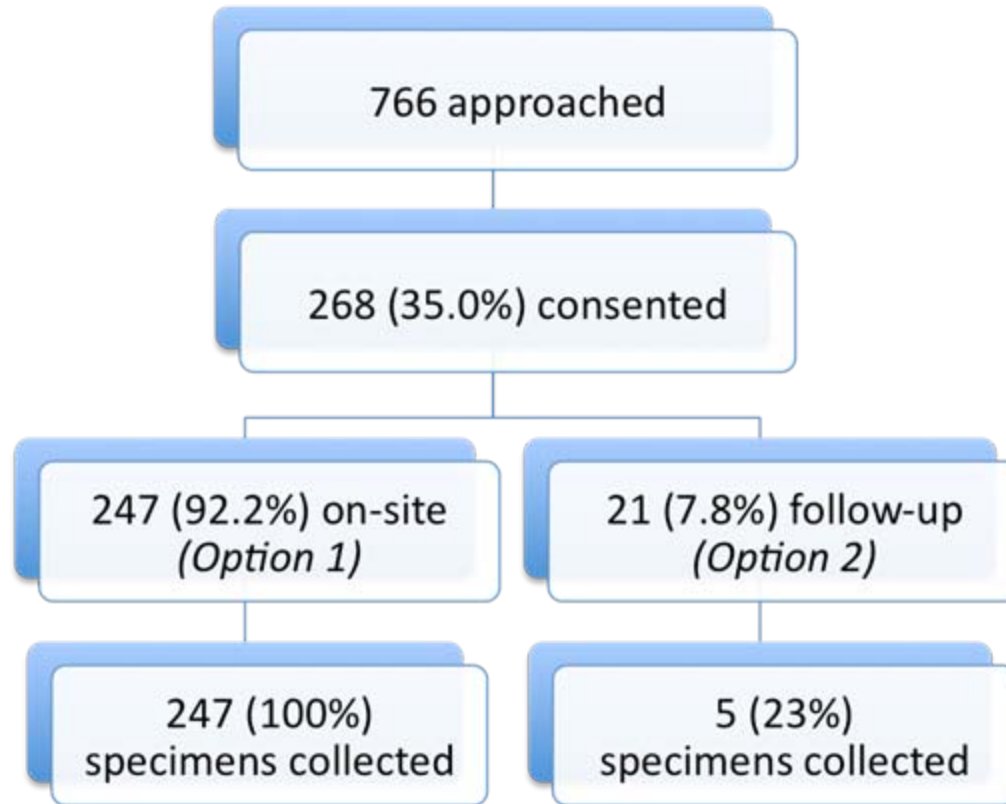 766 approached
268 (35.0%) consented
247 (92.2%) on-site
(Option 1)
21 (7.8%) follow-up
(Option 2)
247 (100%)
specimens collected
5 (23%)
specimens collected